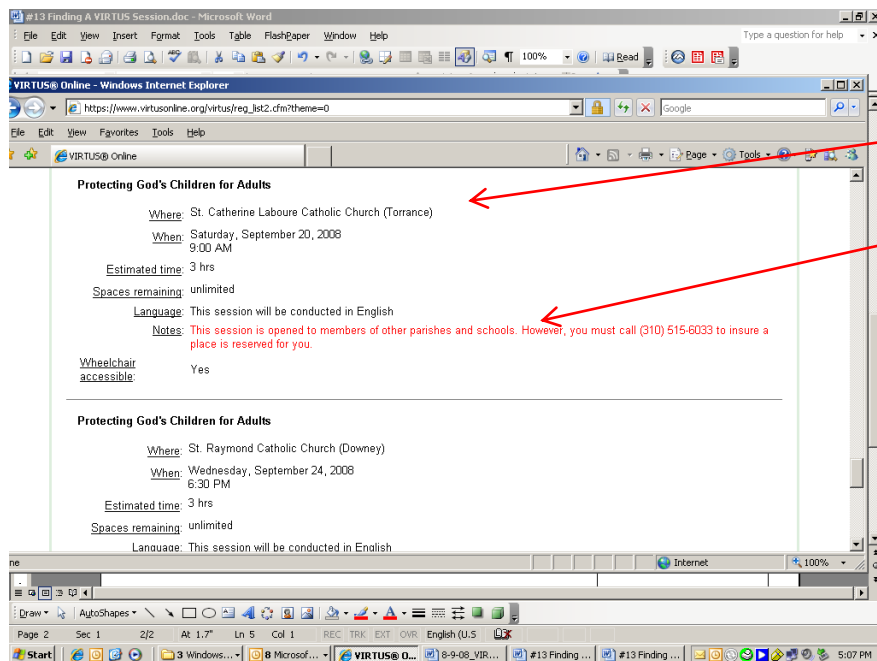 #13 Finding A VIRTUS Session.doc - Microsoft Word
File Edit View Insert Format Tools Table FlashPaper Window Help
Type a question for help
100%
Read
VIRTUS® Online - Windows Internet Explorer
https://www.virtusonline.org/virtus/reg_list2.cfm?theme=0
Google
File Edit View Favorites Tools Help
VIRTUS® Online
Page Tools
Protecting God's Children for Adults
Where: St. Catherine Laboure Catholic Church (Torrance)
When: Saturday, September 20, 2008
9:00 AM
Estimated time: 3 hrs
Spaces remaining: unlimited
Language: This session will be conducted in English
Notes: This session is opened to members of other parishes and schools. However, you must call (310) 515-6033 to insure a
place is reserved for you.
Wheelchair
accessible: Yes
Protecting God's Children for Adults
Where: St. Raymond Catholic Church (Downey)
When: Wednesday, September 24, 2008
6:30 PM
Estimated time: 3 hrs
Spaces remaining: unlimited
Language: This session will be conducted in English
ne
Internet
100%
Draw AutoShapes
Page 2 Sec 1 2/2 At 1.7" Ln 5 Col 1 REC TRK EXT OVR English (U.S
Start
3 Windows...
8 Microsof...
VIRTUS® O...
8-9-08_VIR...
#13 Finding ...
#13 Finding ...
5:07 PM